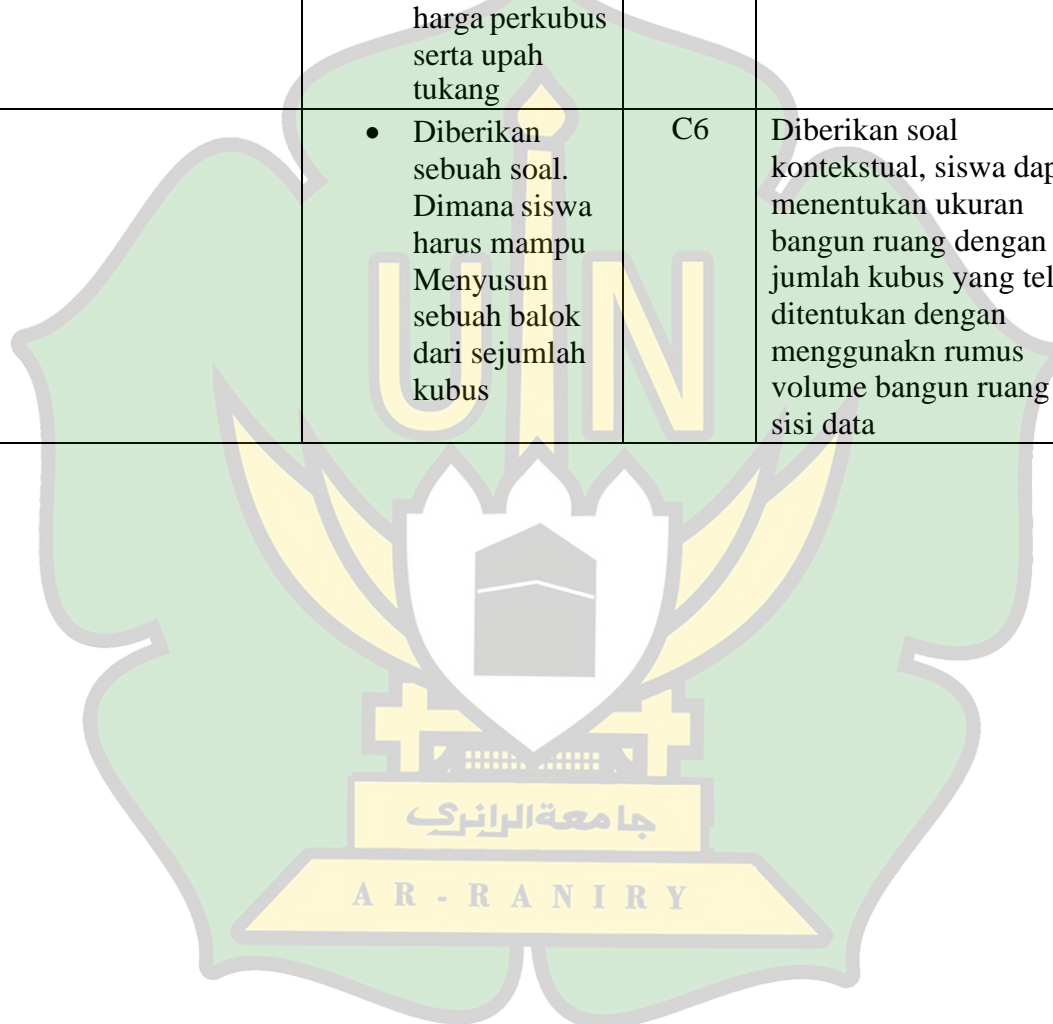 harga perkubus
serta upah
tukang
• Diberikan
sebuah soal.
Dimana siswa
harus mampu
Menyusun
sebuah balok
dari sejumlah
kubus
C6
Diberikan soal
kontekstual, siswa dap
menentukan ukuran
bangun ruang dengan
jumlah kubus yang tel
ditentukan dengan
menggunakn rumus
volume bangun ruang
sisi data
UIN
جامعة الرانري
AR-RANIRY